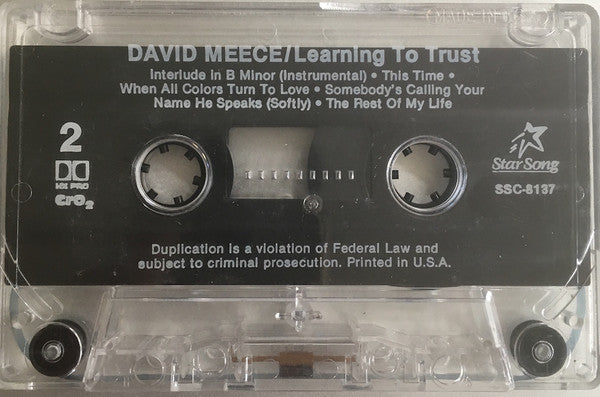 DAVID MEECE/Learning To Trust
Interlude in B Minor (Instrumental) • This Time •
When All Colors Turn To Love • Somebody's Calling Your
Name He Speaks (Softly) • The Rest Of My Life
2
HX PRO
CrO2
StarSong
SSC-8137
Duplication is a violation of Federal Law and
subject to criminal prosecution. Printed in U.S.A.